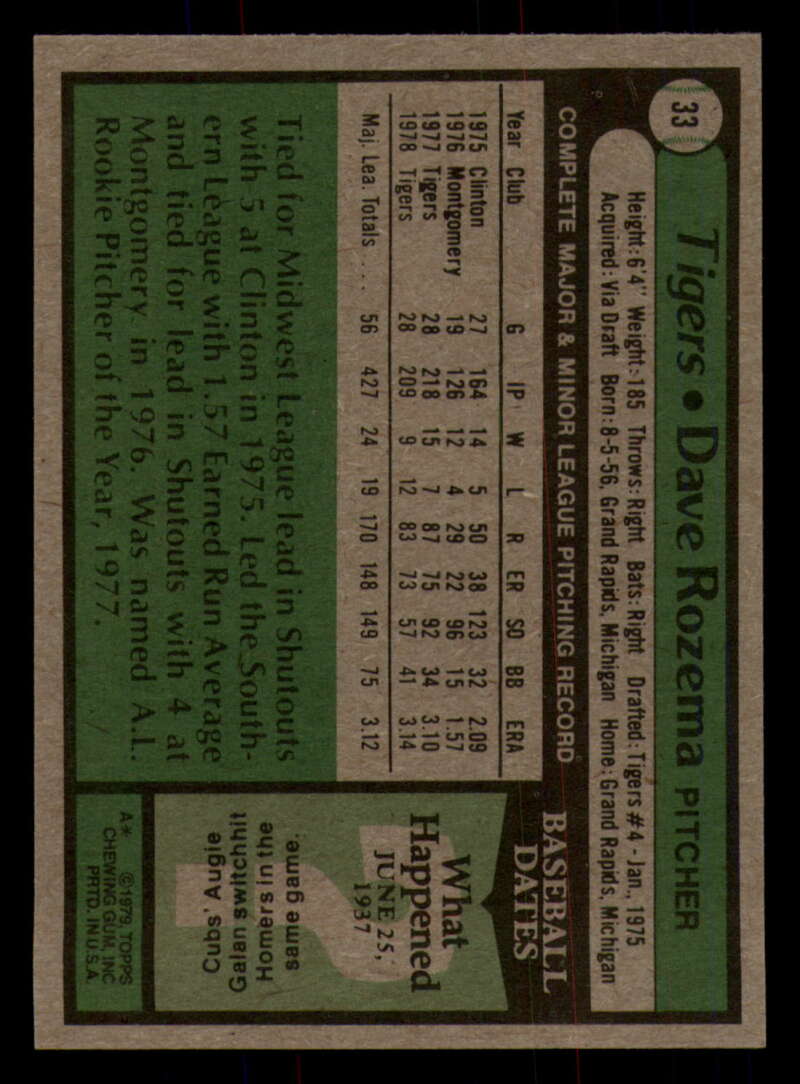 33
Tigers • Dave Rozema PITCHER
Height: 6'4" Weight: 185 Throws: Right Bats: Right Drafted: Tigers #4 - Jan., 1975
Acquired: Via Draft Born: 8-5-56, Grand Rapids, Michigan Home: Grand Rapids, Michigan
COMPLETE MAJOR & MINOR LEAGUE PITCHING RECORD
Year Club G IP W L R ER SO BB ERA
1975 Clinton 27 164 14 5 50 38 123 32 2.09
1976 Montgomery 19 126 12 4 29 22 96 15 1.57
1977 Tigers 28 218 15 7 87 75 92 34 3.10
1978 Tigers 28 209 9 12 83 73 57 41 3.14
Maj. Lea. Totals . . . 56 427 24 19 170 148 149 75 3.12
Tied for Midwest League lead in Shutouts
with 5 at Clinton in 1975. Led the South-
ern League with 1.57 Earned Run Average
and tied for lead in Shutouts with 4 at
Montgomery in 1976. Was named A.L.
Rookie Pitcher of the Year, 1977.
BASEBALL
DATES
What
Happened
JUNE 25,
1937
?
Cubs' Augie
Galan switchhit
Homers in the
same game.
A* ©1979 TOPPS
CHEWING GUM, INC
PRTD. IN U.S.A.